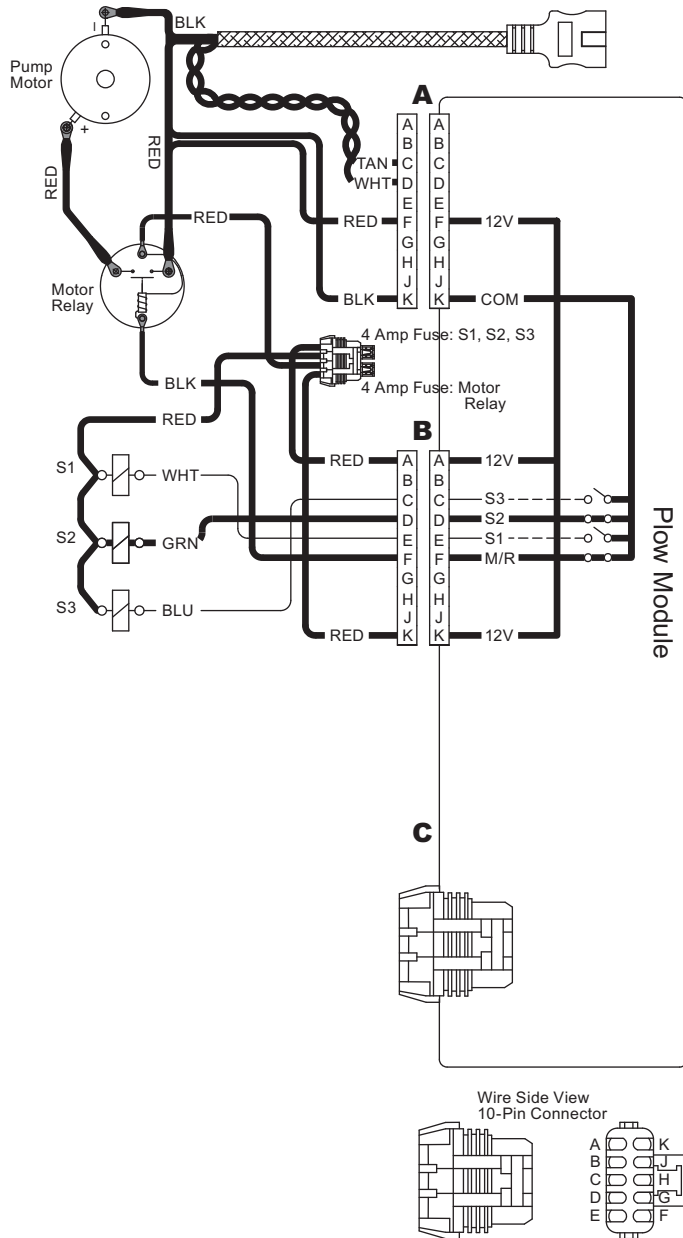 BLK
Pump
Motor
–
+
RED
RED
A
A A
B B
TAN C C
WHT D D
E E
RED RED F F 12V
G G
H H
J J
Motor
Relay
BLK K K COM
4 Amp Fuse: S1, S2, S3
BLK
4 Amp Fuse: Motor
Relay
RED
B
S1
RED A A 12V
WHT
B B
C C S3
S2
GRN
D D S2
E E S1
F F M/R
G G
S3
BLU
H H
J J
RED K K 12V
Plow Module
C
Wire Side View
10-Pin Connector
A K
B J
C H
D G
E F